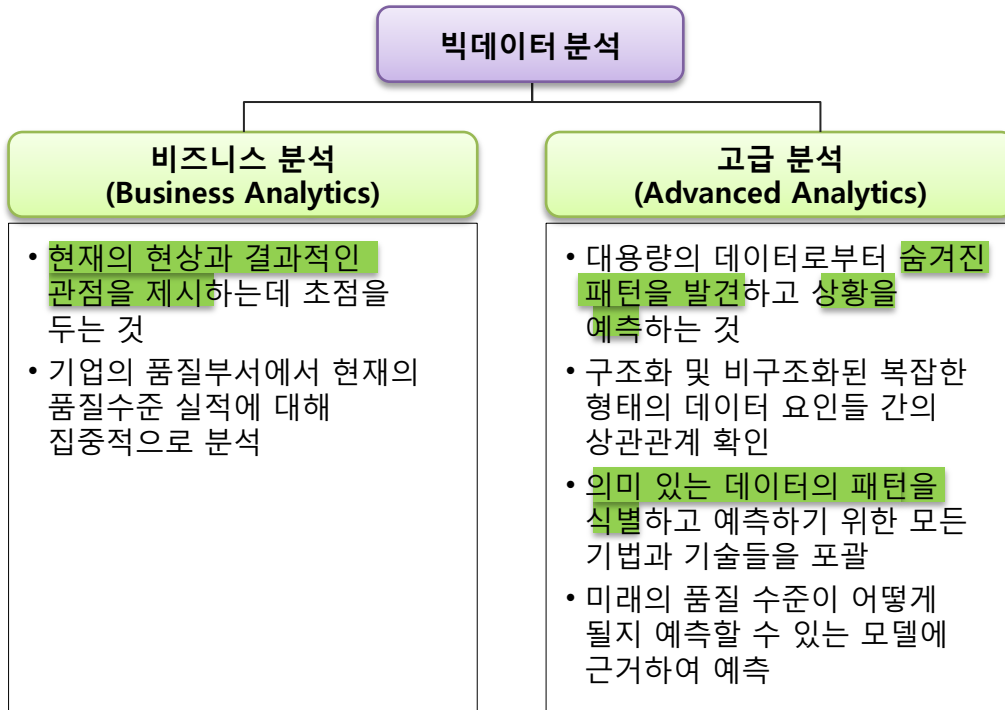 빅데이터 분석
비즈니스 분석
(Business Analytics)
• 현재의 현상과 결과적인
관점을 제시하는데 초점을
두는 것
• 기업의 품질부서에서 현재의
품질수준 실적에 대해
집중적으로 분석
고급 분석
(Advanced Analytics)
• 대용량의 데이터로부터 숨겨진
패턴을 발견하고 상황을
예측하는 것
• 구조화 및 비구조화된 복잡한
형태의 데이터 요인들 간의
상관관계 확인
• 의미 있는 데이터의 패턴을
식별하고 예측하기 위한 모든
기법과 기술들을 포괄
• 미래의 품질 수준이 어떻게
될지 예측할 수 있는 모델에
근거하여 예측